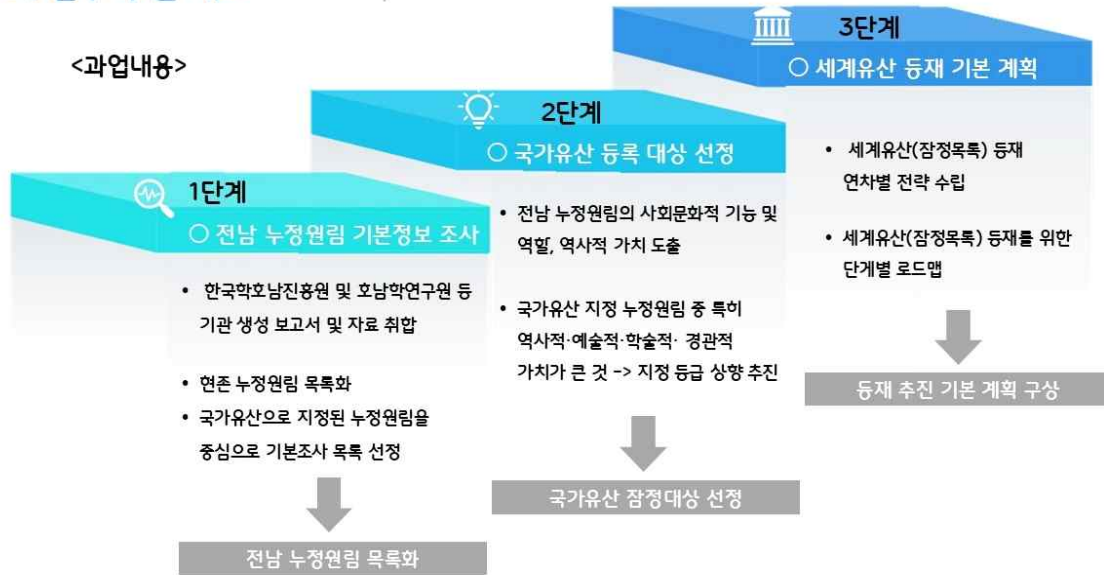 <과업내용>
1단계
○ 전남 누정원림 기본정보 조사
• 한국학호남진흥원 및 호남학연구원 등
기관 생성 보고서 및 자료 취합
• 현존 누정원림 목록화
• 국가유산으로 지정된 누정원림을
중심으로 기본조사 목록 선정
전남 누정원림 목록화
2단계
○ 국가유산 등록 대상 선정
• 전남 누정원림의 사회문화적 기능 및
역할, 역사적 가치 도출
• 국가유산 지정 누정원림 중 특히
역사적·예술적·학술적· 경관적
가치가 큰 것 -> 지정 등급 상향 추진
국가유산 잠정대상 선정
3단계
○ 세계유산 등재 기본 계획
• 세계유산(잠정목록) 등재
연차별 전략 수립
• 세계유산(잠정목록) 등재를 위한
단게별 로드맵
등재 추진 기본 계획 구상